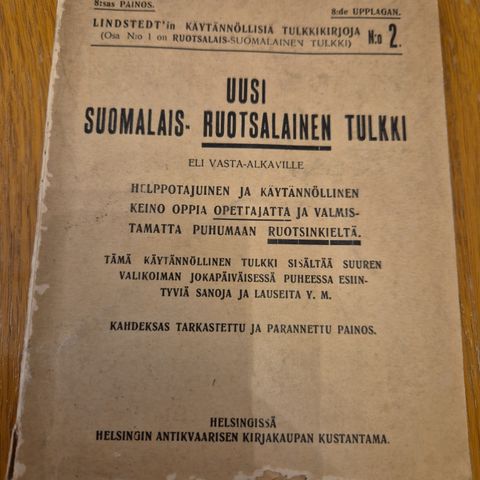 8:sas PAINOS. 8:de UPPLAGAN.
LINDSTEDT'in KÄYTÄNNÖLLISIÄ TULKKIKIRJOJA
(Osa N:o 1 on RUOTSALAIS-SUOMALAINEN TULKKI) N:o 2.
UUSI
SUOMALAIS- RUOTSALAINEN TULKKI
ELI VASTA-ALKAVILLE
HELPPOTAJUINEN JA KÄYTÄNNÖLLINEN
KEINO OPPIA OPETTAJATTA JA VALMIS-
TAMATTA PUHUMAAN RUOTSINKIELTÄ.
TÄMÄ KÄYTÄNNÖLLINEN TULKKI SISÄLTÄÄ SUUREN
VALIKOIMAN JOKAPÄIVÄISESSÄ PUHEESSA ESIIN-
TYVIÄ SANOJA JA LAUSEITA Y. M.
KAHDEKSAS TARKASTETTU JA PARANNETTU PAINOS.
HELSINGISSÄ
HELSINGIN ANTIKVAARISEN KIRJAKAUPAN KUSTANTAMA.